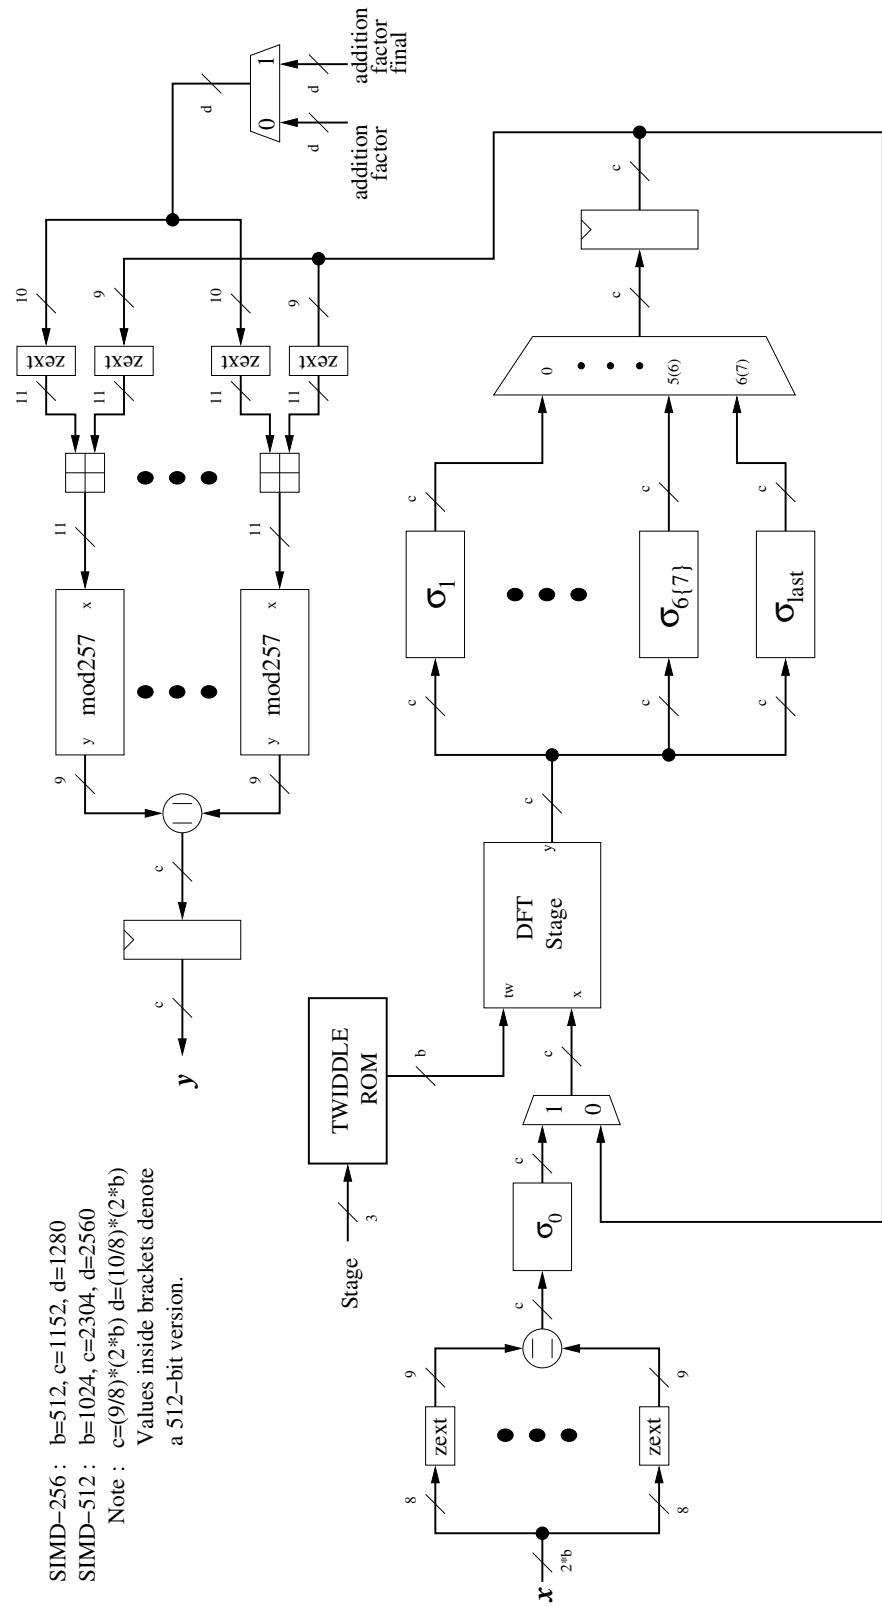 SIMD−256 : b=512, c=1152, d=1280
SIMD−512 : b=1024, c=2304, d=2560
Note : c=(9/8)*(2*b) d=(10/8)*(2*b)
Values inside brackets denote
a 512−bit version.
y
c
c
9
9
y mod257 x
y mod257 x
11
11
11
11
11
11
zext
zext
zext
zext
10
9
10
9
d
0 1
d
d
addition
factor
addition
factor
final
Stage
3
TWIDDLE
ROM
b
x
2*b
8
8
zext
zext
9
9
||
||
c
σ0
c
1
0
c
tw
x
DFT
Stage
y
c
c
c
c
σ1
σ6{7}
σlast
c
c
c
0
5(6)
6(7)
c
c